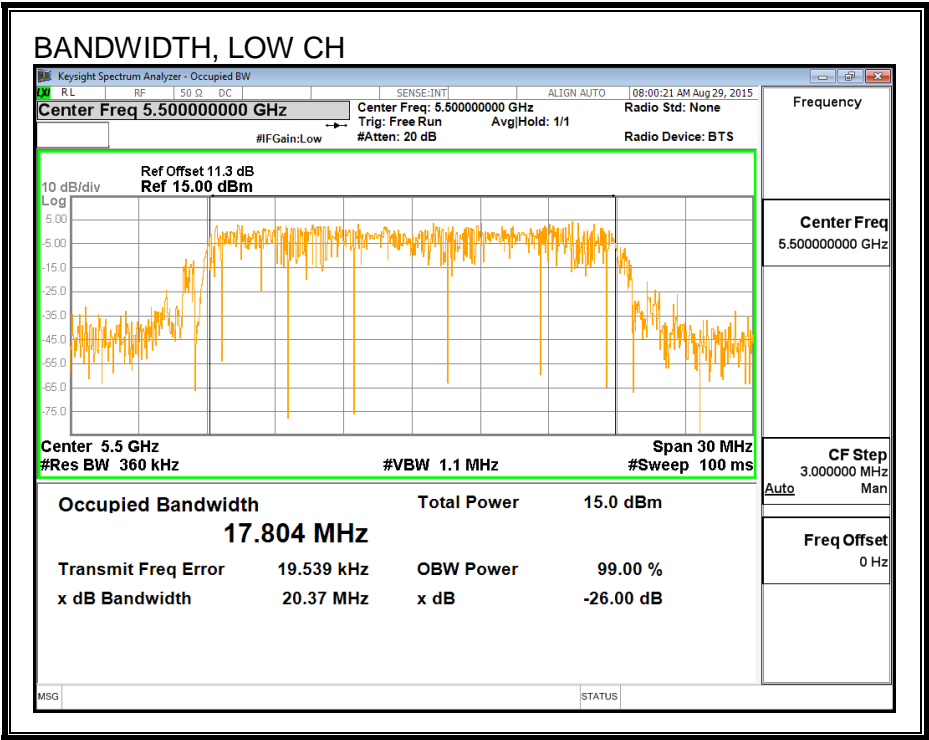 BANDWIDTH, LOW CH
Keysight Spectrum Analyzer - Occupied BW
LXI RL RF 50 Ω DC SENSE:INT ALIGN AUTO 08:00:21 AM Aug 29, 2015
Center Freq 5.500000000 GHz
Center Freq: 5.500000000 GHz
Radio Std: None
Trig: Free Run Avg|Hold: 1/1
#IFGain:Low
#Atten: 20 dB
Radio Device: BTS
Frequency
Ref Offset 11.3 dB
10 dB/div Ref 15.00 dBm
Log
5.00
-5.00
-15.0
-25.0
-35.0
-45.0
-55.0
-65.0
-75.0
Center 5.5 GHz
Span 30 MHz
#Res BW 360 kHz
#VBW 1.1 MHz
#Sweep 100 ms
Occupied Bandwidth
17.804 MHz
Total Power 15.0 dBm
Transmit Freq Error 19.539 kHz
OBW Power 99.00 %
x dB Bandwidth 20.37 MHz
x dB -26.00 dB
Center Freq
5.500000000 GHz
CF Step
3.000000 MHz
Auto Man
Freq Offset
0 Hz
MSG
STATUS